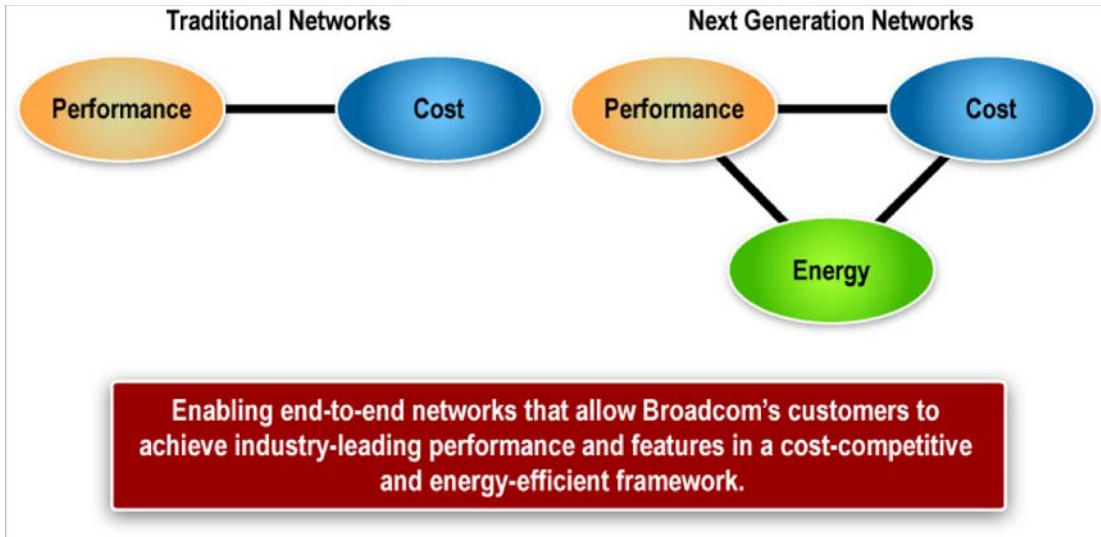 Traditional Networks
Next Generation Networks
Performance
Cost
Performance
Cost
Energy
Enabling end-to-end networks that allow Broadcom's customers to
achieve industry-leading performance and features in a cost-competitive
and energy-efficient framework.